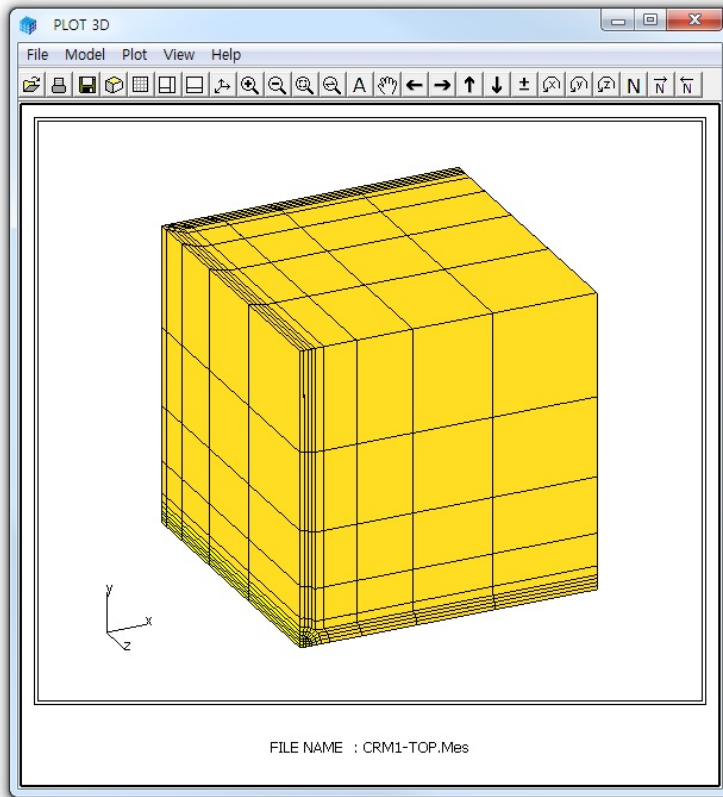 PLOT 3D
File Model Plot View Help
A ± x y z N N N
y
x
z
FILE NAME : CRM1-TOP.Mes